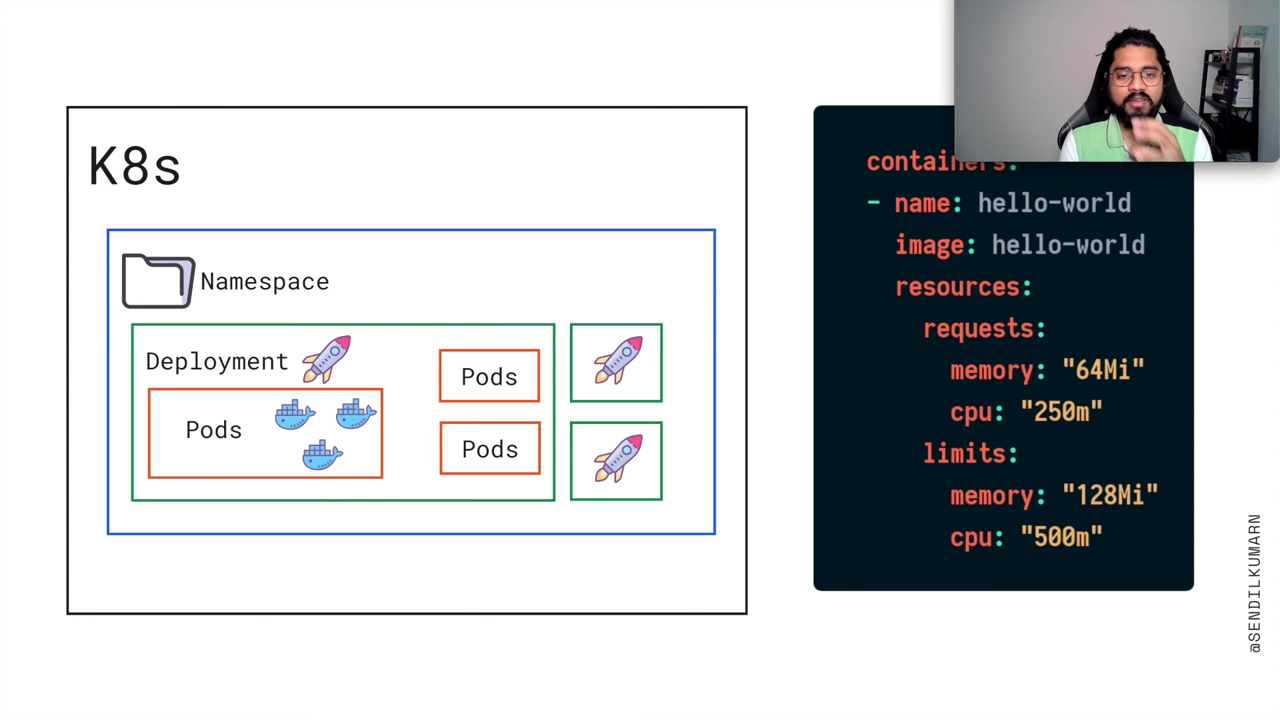 K8s
Namespace
Deployment
Pods
Pods
Pods
containers:
- name: hello-world
image: hello-world
resources:
requests:
memory: "64Mi"
cpu: "250m"
limits:
memory: "128Mi"
cpu: "500m"
@SENDILKUMARN